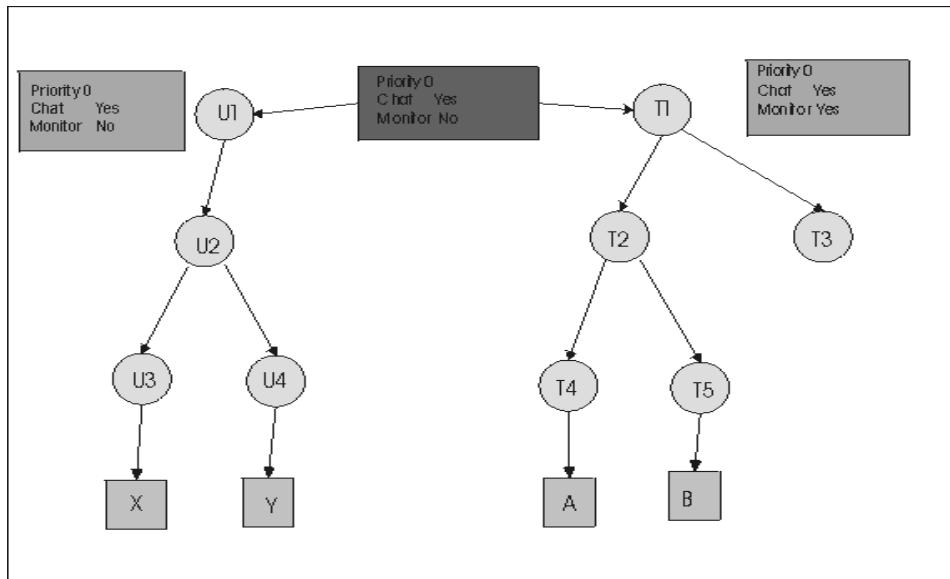 Priority 0
Chat Yes
Monitor No
U1
Priority 0
Chat Yes
Monitor No
T1
Priority 0
Chat Yes
Monitor Yes
U2
T2
T3
U3
U4
T4
T5
X
Y
A
B